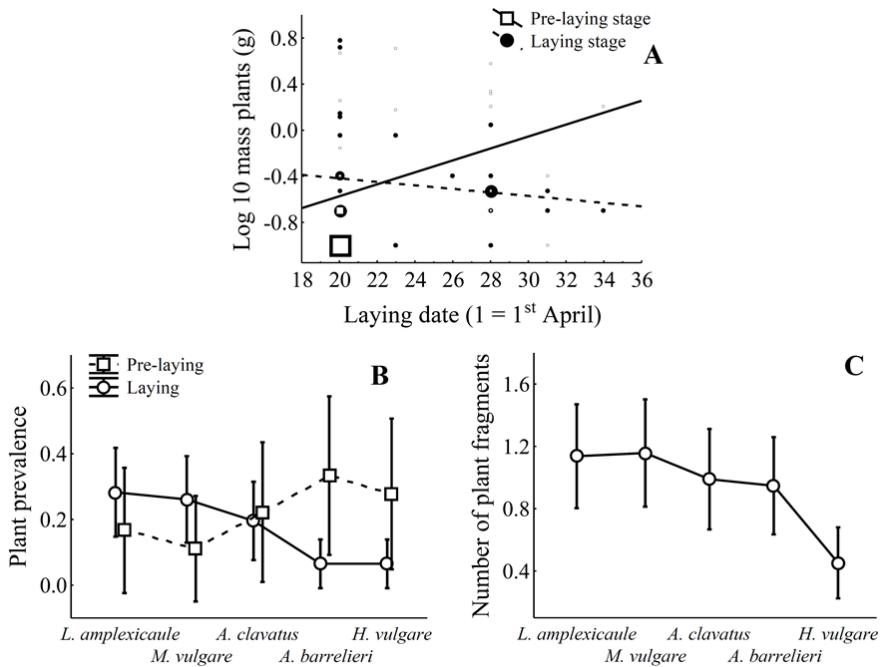 Pre-laying stage
Laying stage
A
Log 10 mass plants (g)
0.8
0.4
0.0
-0.4
-0.8
18 20 22 24 26 28 30 32 34 36
Laying date (1 = 1st April)
Pre-laying
Laying
B
Plant prevalence
0.6
0.4
0.2
0.0
L. amplexicaule A. clavatus H. vulgare
M. vulgare A. barrelieri
C
Number of plant fragments
1.6
1.2
0.8
0.4
L. amplexicaule A. clavatus H. vulgare
M. vulgare A. barrelieri